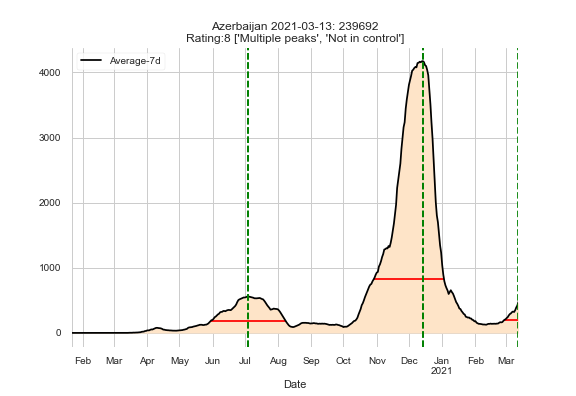 Azerbaijan 2021-03-13: 239692
Rating:8 ['Multiple peaks', 'Not in control']
Average-7d
4000
3000
2000
1000
0
Feb Mar Apr May Jun Jul Aug Sep Oct Nov Dec Jan Feb Mar
2021
Date